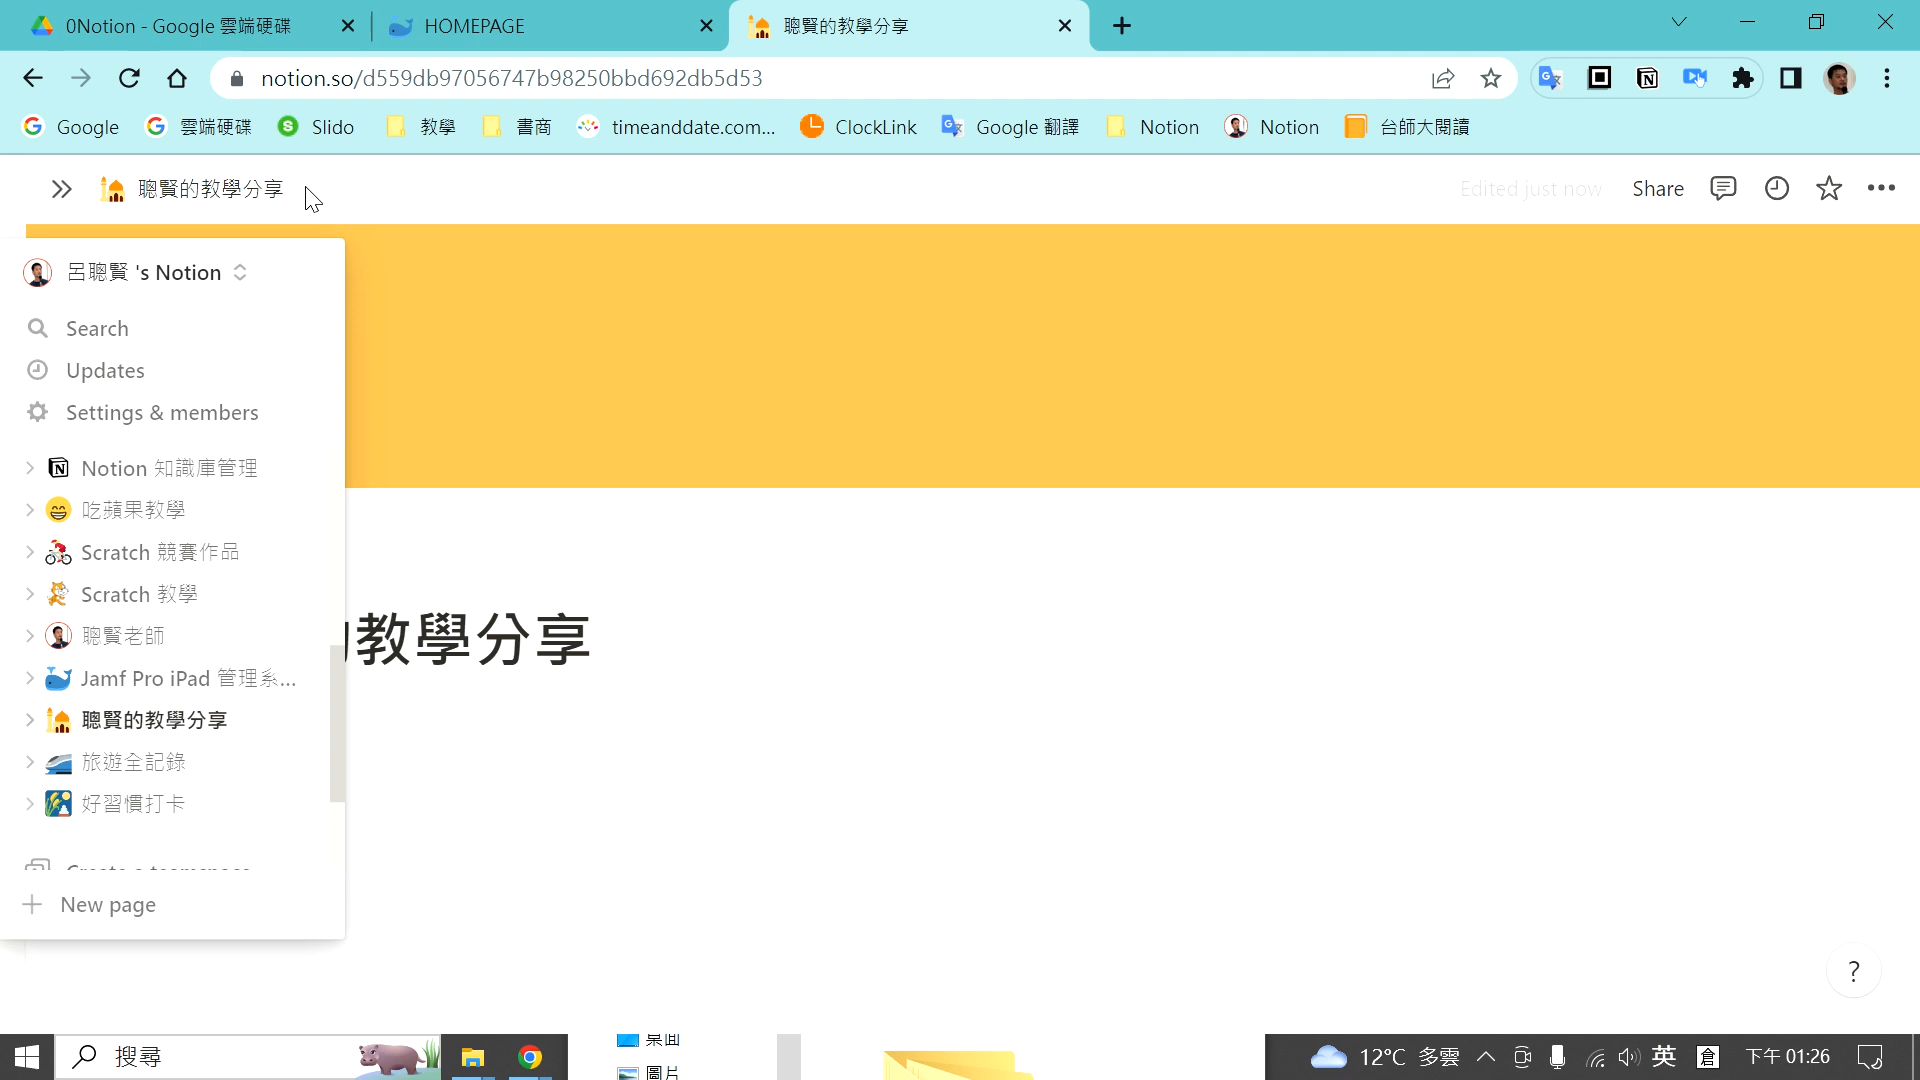 0Notion - Google 雲端硬碟
HOMEPAGE
聰賢的教學分享
notion.so/d559db97056747b98250bbd692db5d53
Google
雲端硬碟
Slido
教學
書商
timeanddate.com...
ClockLink
Google 翻譯
Notion
Notion
台師大閱讀
聰賢的教學分享
Edited just now
Share
呂聰賢 's Notion
Search
Updates
Settings & members
Notion 知識庫管理
吃蘋果教學
Scratch 競賽作品
Scratch 教學
聰賢老師
的教學分享
Jamf Pro iPad 管理系...
聰賢的教學分享
旅遊全記錄
好習慣打卡
Create a teamspace
New page
?
搜尋
桌面
圖片
12°C 多雲
英
倉
下午 01:26